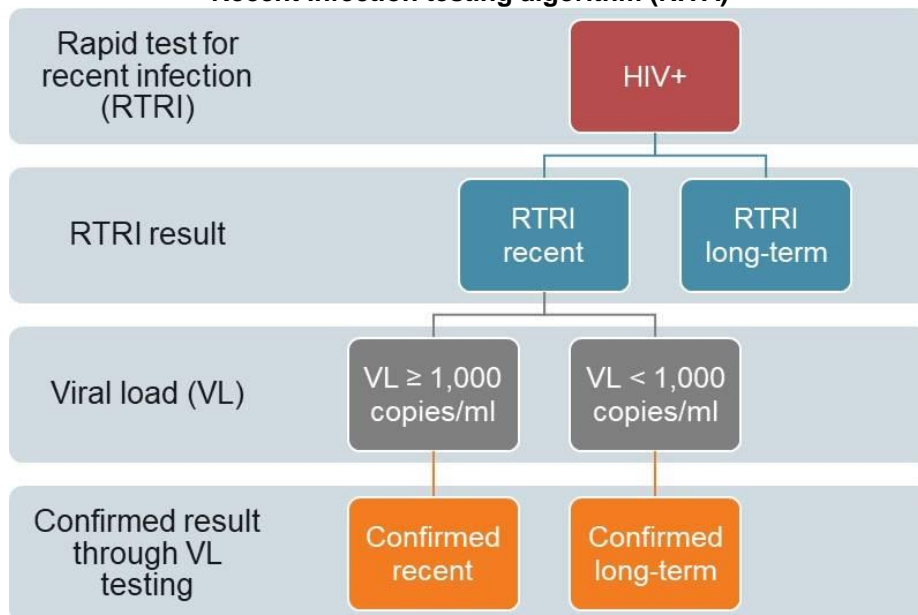 Recent infection testing algorithm (RITA)
Rapid test for
recent infection
(RTRI)
HIV+
RTRI result
RTRI
recent
RTRI
long-term
Viral load (VL)
VL ≥ 1,000
copies/ml
VL < 1,000
copies/ml
Confirmed result
through VL
testing
Confirmed
recent
Confirmed
long-term